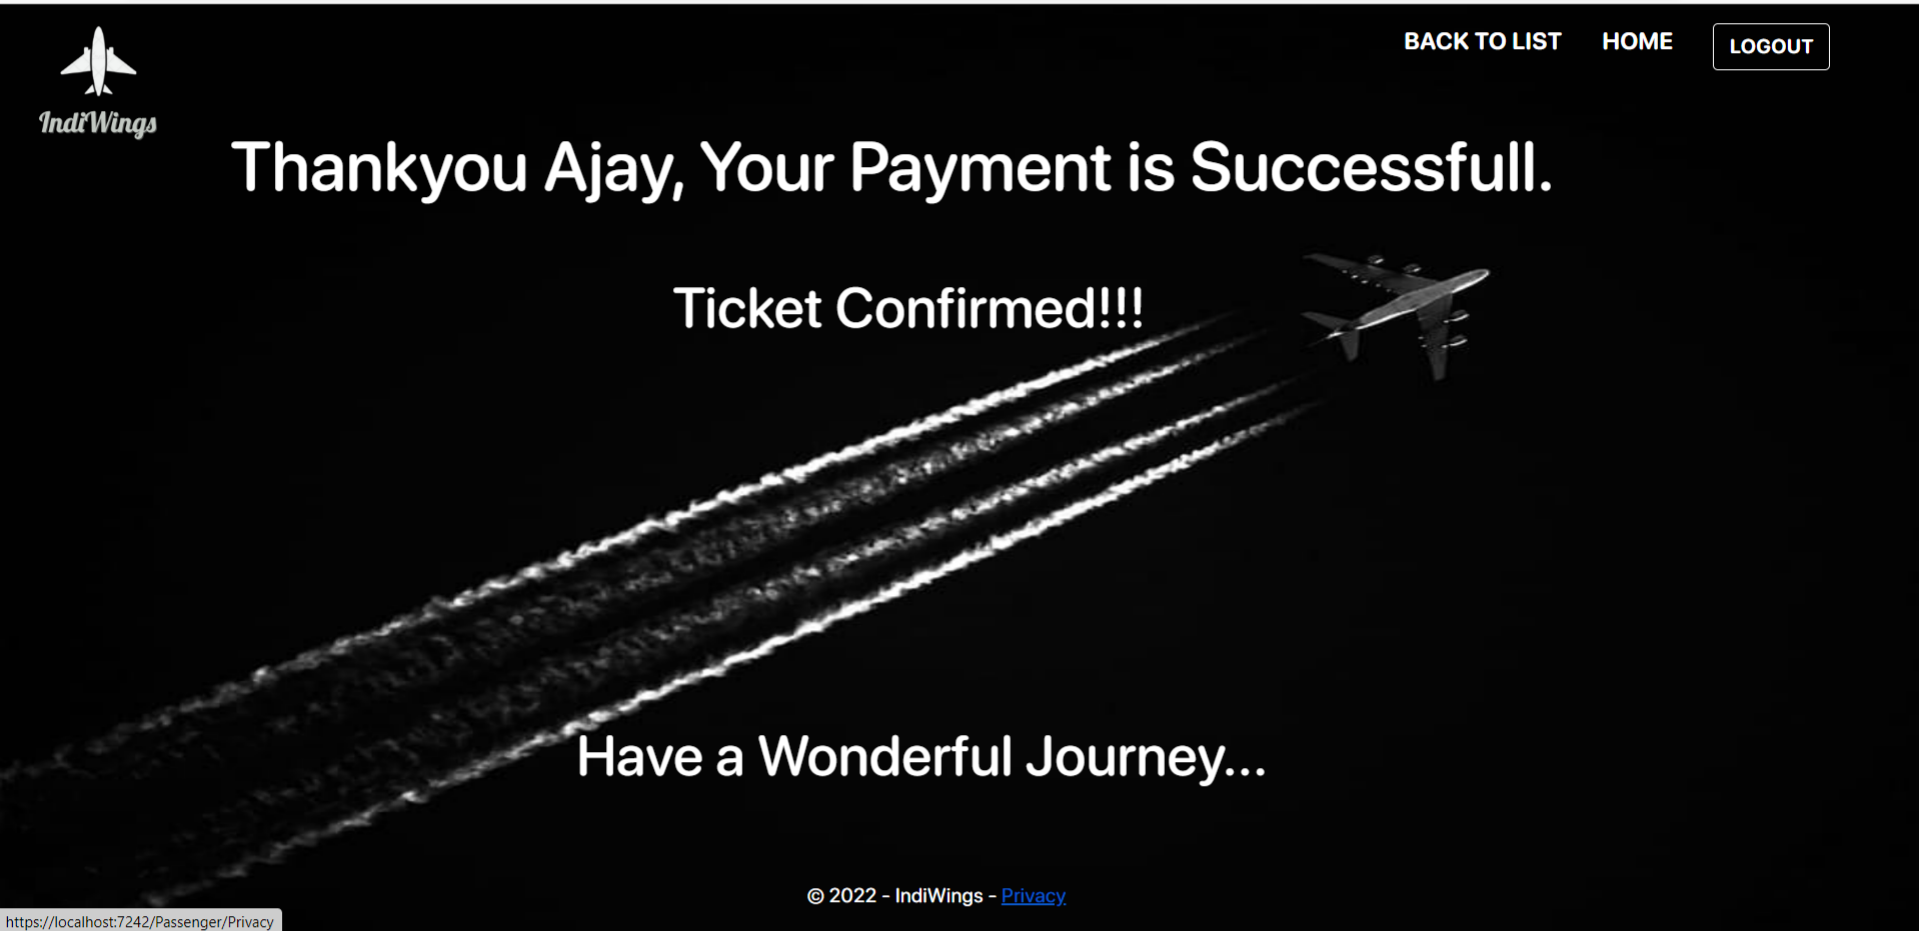 BACK TO LIST HOME LOGOUT
IndiWings
Thankyou Ajay, Your Payment is Successfull.
Ticket Confirmed!!!
Have a Wonderful Journey...
© 2022 - IndiWings - Privacy
https://localhost:7242/Passenger/Privacy